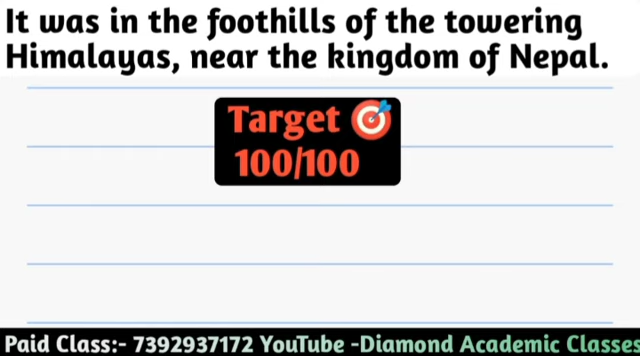 It was in the foothills of the towering
Himalayas, near the kingdom of Nepal.
Target 🎯
100/100
Paid Class:- 7392937172 YouTube -Diamond Academic Classes